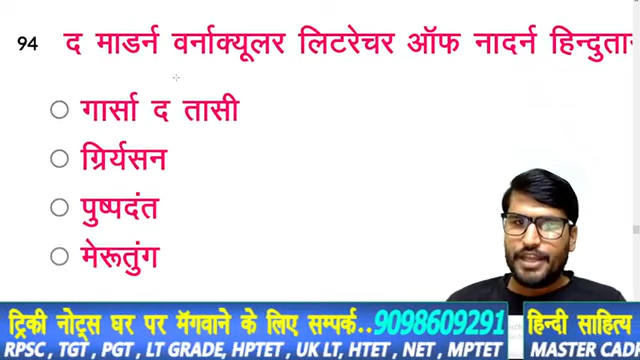 94 द माडर्न वर्नाक्यूलर लिटरेचर ऑफ नादर्न
गार्सा द तासी
ग्रिर्यसन
पुष्पदंत
मेरूतुंग
ट्रिकी नोट्स घर पर मॅगवाने के लिए सम्पर्क..9098609291 हिन्दी साहित्य
RPSC, TGT, PGT, LT GRADE, HPTET, UK LT, HTET, NET, MPTET MASTER CAD